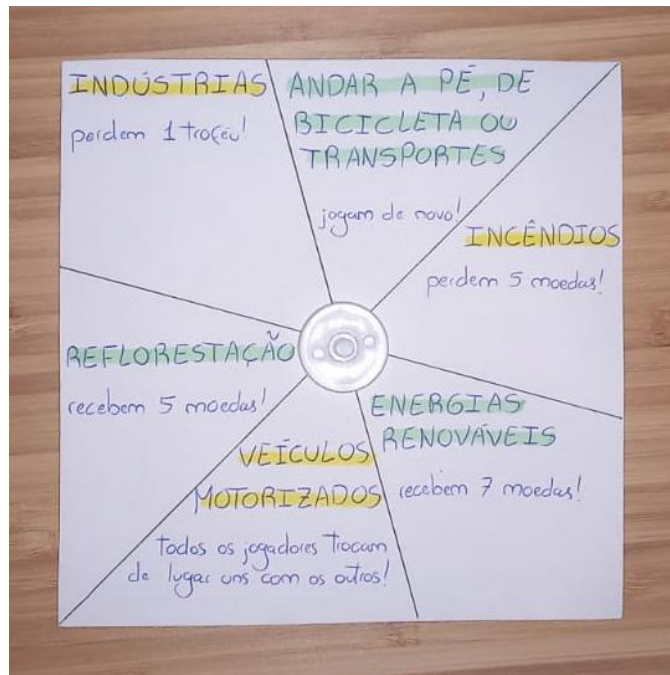 INDÚSTRIAS
perdem 1 troféu!
ANDAR A PÉ, DE
BICICLETA OU
TRANSPORTES
jogam de novo!
INCÊNDIOS
perdem 5 moedas!
ENERGIAS
RENOVÁVEIS
recebem 7 moedas!
VEÍCULOS
MOTORIZADOS
todos os jogadores trocam
de lugar uns com os outros!
REFLORESTAÇÃO
recebem 5 moedas!